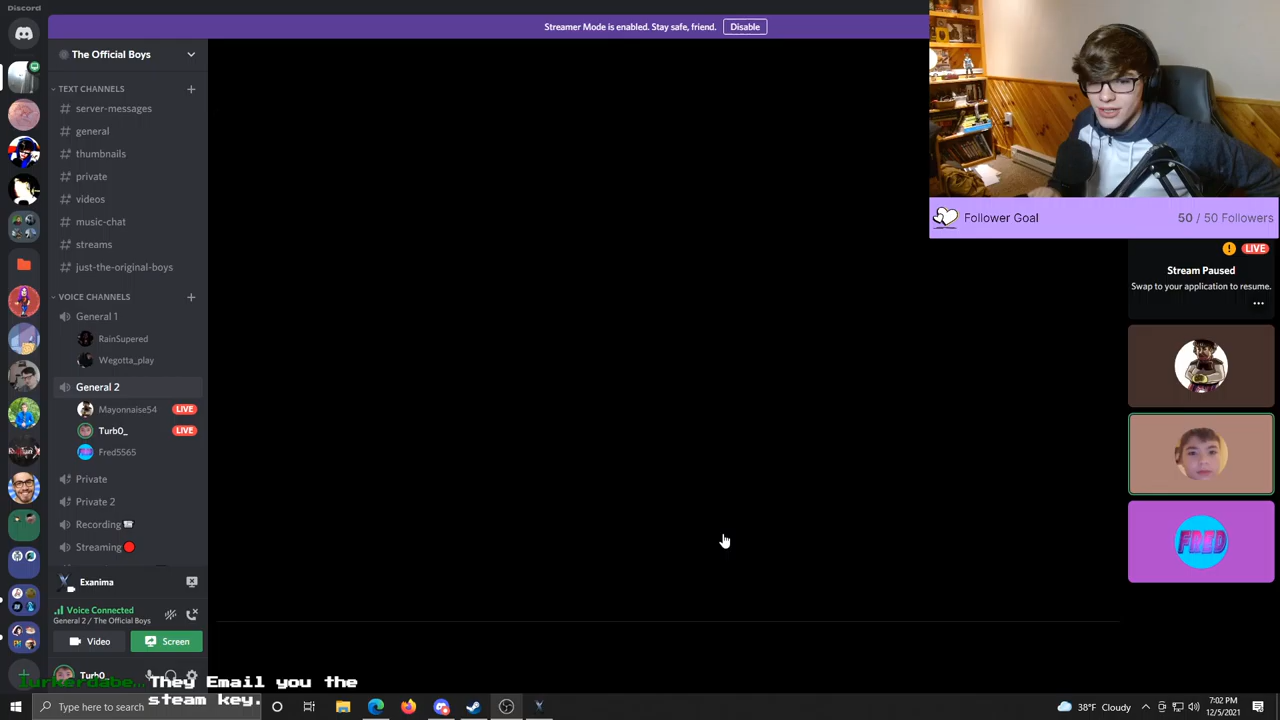 Discord
Streamer Mode is enabled. Stay safe, friend.
Disable
The Official Boys
TEXT CHANNELS
server-messages
general
thumbnails
private
videos
music-chat
streams
just-the-original-boys
VOICE CHANNELS
General 1
RainSupered
Wegotta_play
General 2
Mayonnaise54 LIVE
Turb0_ LIVE
Fred5565
Private
Private 2
Recording
Streaming
Exanima
Voice Connected
General 2 / The Official Boys
Video
Screen
Turb0_
Follower Goal
50 / 50 Followers
LIVE
Stream Paused
Swap to your application to resume.
FRED
lurkerdabe... They Email you the
steam key.
Type here to search
38°F Cloudy
7:02 PM
12/5/2021